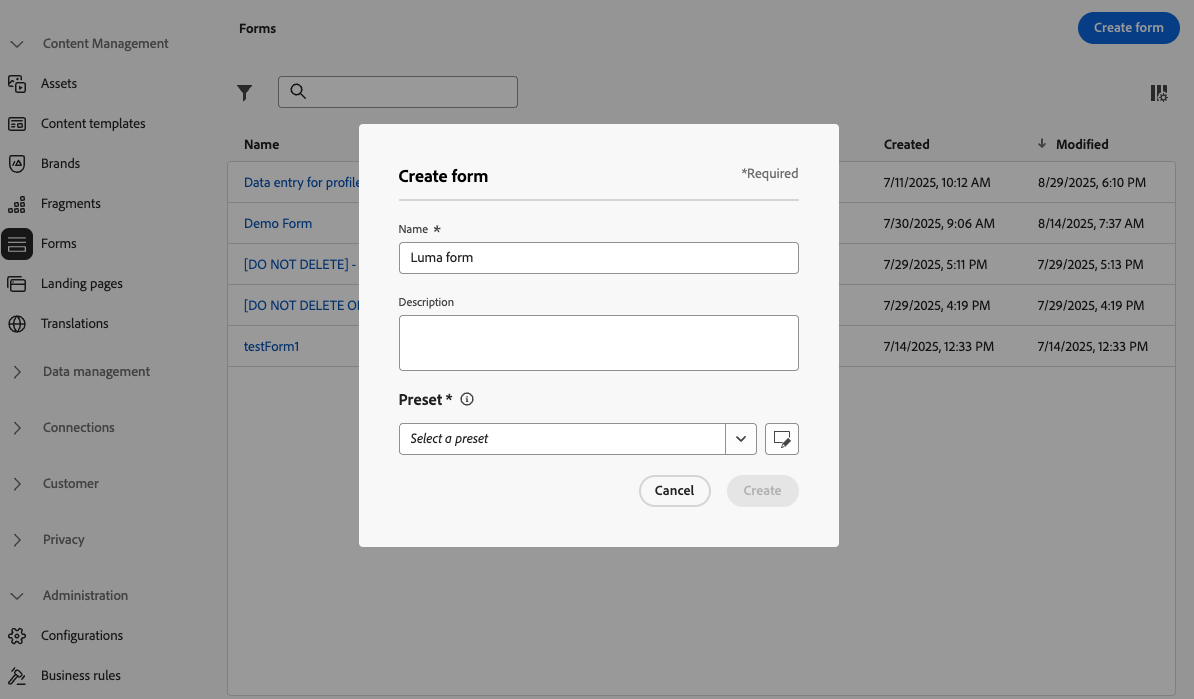 Content Management
Assets
Content templates
Brands
Fragments
Forms
Landing pages
Translations
Data management
Connections
Customer
Privacy
Administration
Configurations
Business rules
Forms
Create form
Name
Created
Modified
Data entry for profile
7/11/2025, 10:12 AM
8/29/2025, 6:10 PM
Demo Form
7/30/2025, 9:06 AM
8/14/2025, 7:37 AM
[DO NOT DELETE] -
7/29/2025, 5:11 PM
7/29/2025, 5:13 PM
[DO NOT DELETE
7/29/2025, 4:19 PM
7/29/2025, 4:19 PM
testForm1
7/14/2025, 12:33 PM
7/14/2025, 12:33 PM
Create form
*Required
Name *
Luma form
Description
Preset *
Select a preset
Cancel
Create